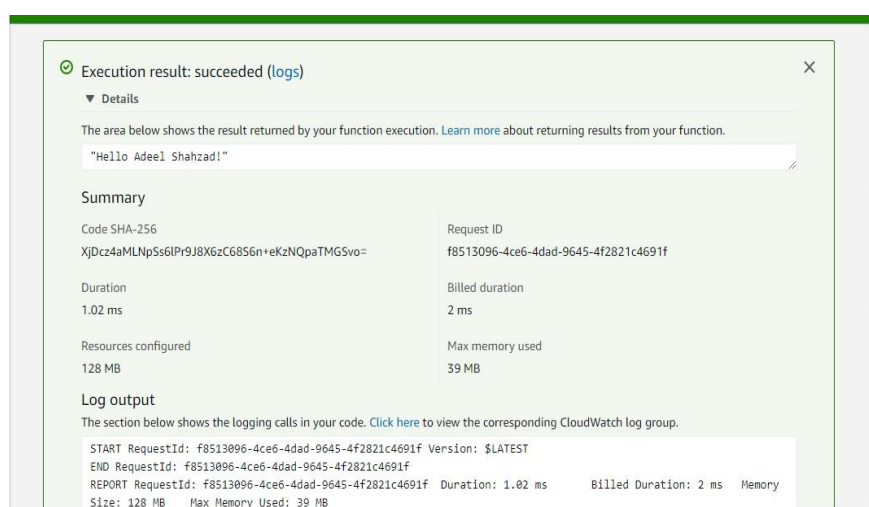 Execution result: succeeded (logs)
Details
The area below shows the result returned by your function execution. Learn more about returning results from your function.
"Hello Adeel Shahzad!"
Summary
Code SHA-256
XjDcz4aMLNpSs6lPr9J8X6zC68S6n+eKzNQpaTMGSvo=
Request ID
f8513096-4ce6-4dad-9645-4f2821c4691f
Duration
1.02 ms
Billed duration
2 ms
Resources configured
128 MB
Max memory used
39 MB
Log output
The section below shows the logging calls in your code. Click here to view the corresponding CloudWatch log group.
START RequestId: f8513096-4ce6-4dad-9645-4f2821c4691f Version: $LATEST
END RequestId: f8513096-4ce6-4dad-9645-4f2821c4691f
REPORT RequestId: f8513096-4ce6-4dad-9645-4f2821c4691f Duration: 1.02 ms Billed Duration: 2 ms Memory
Size: 128 MB Max Memory Used: 39 MB